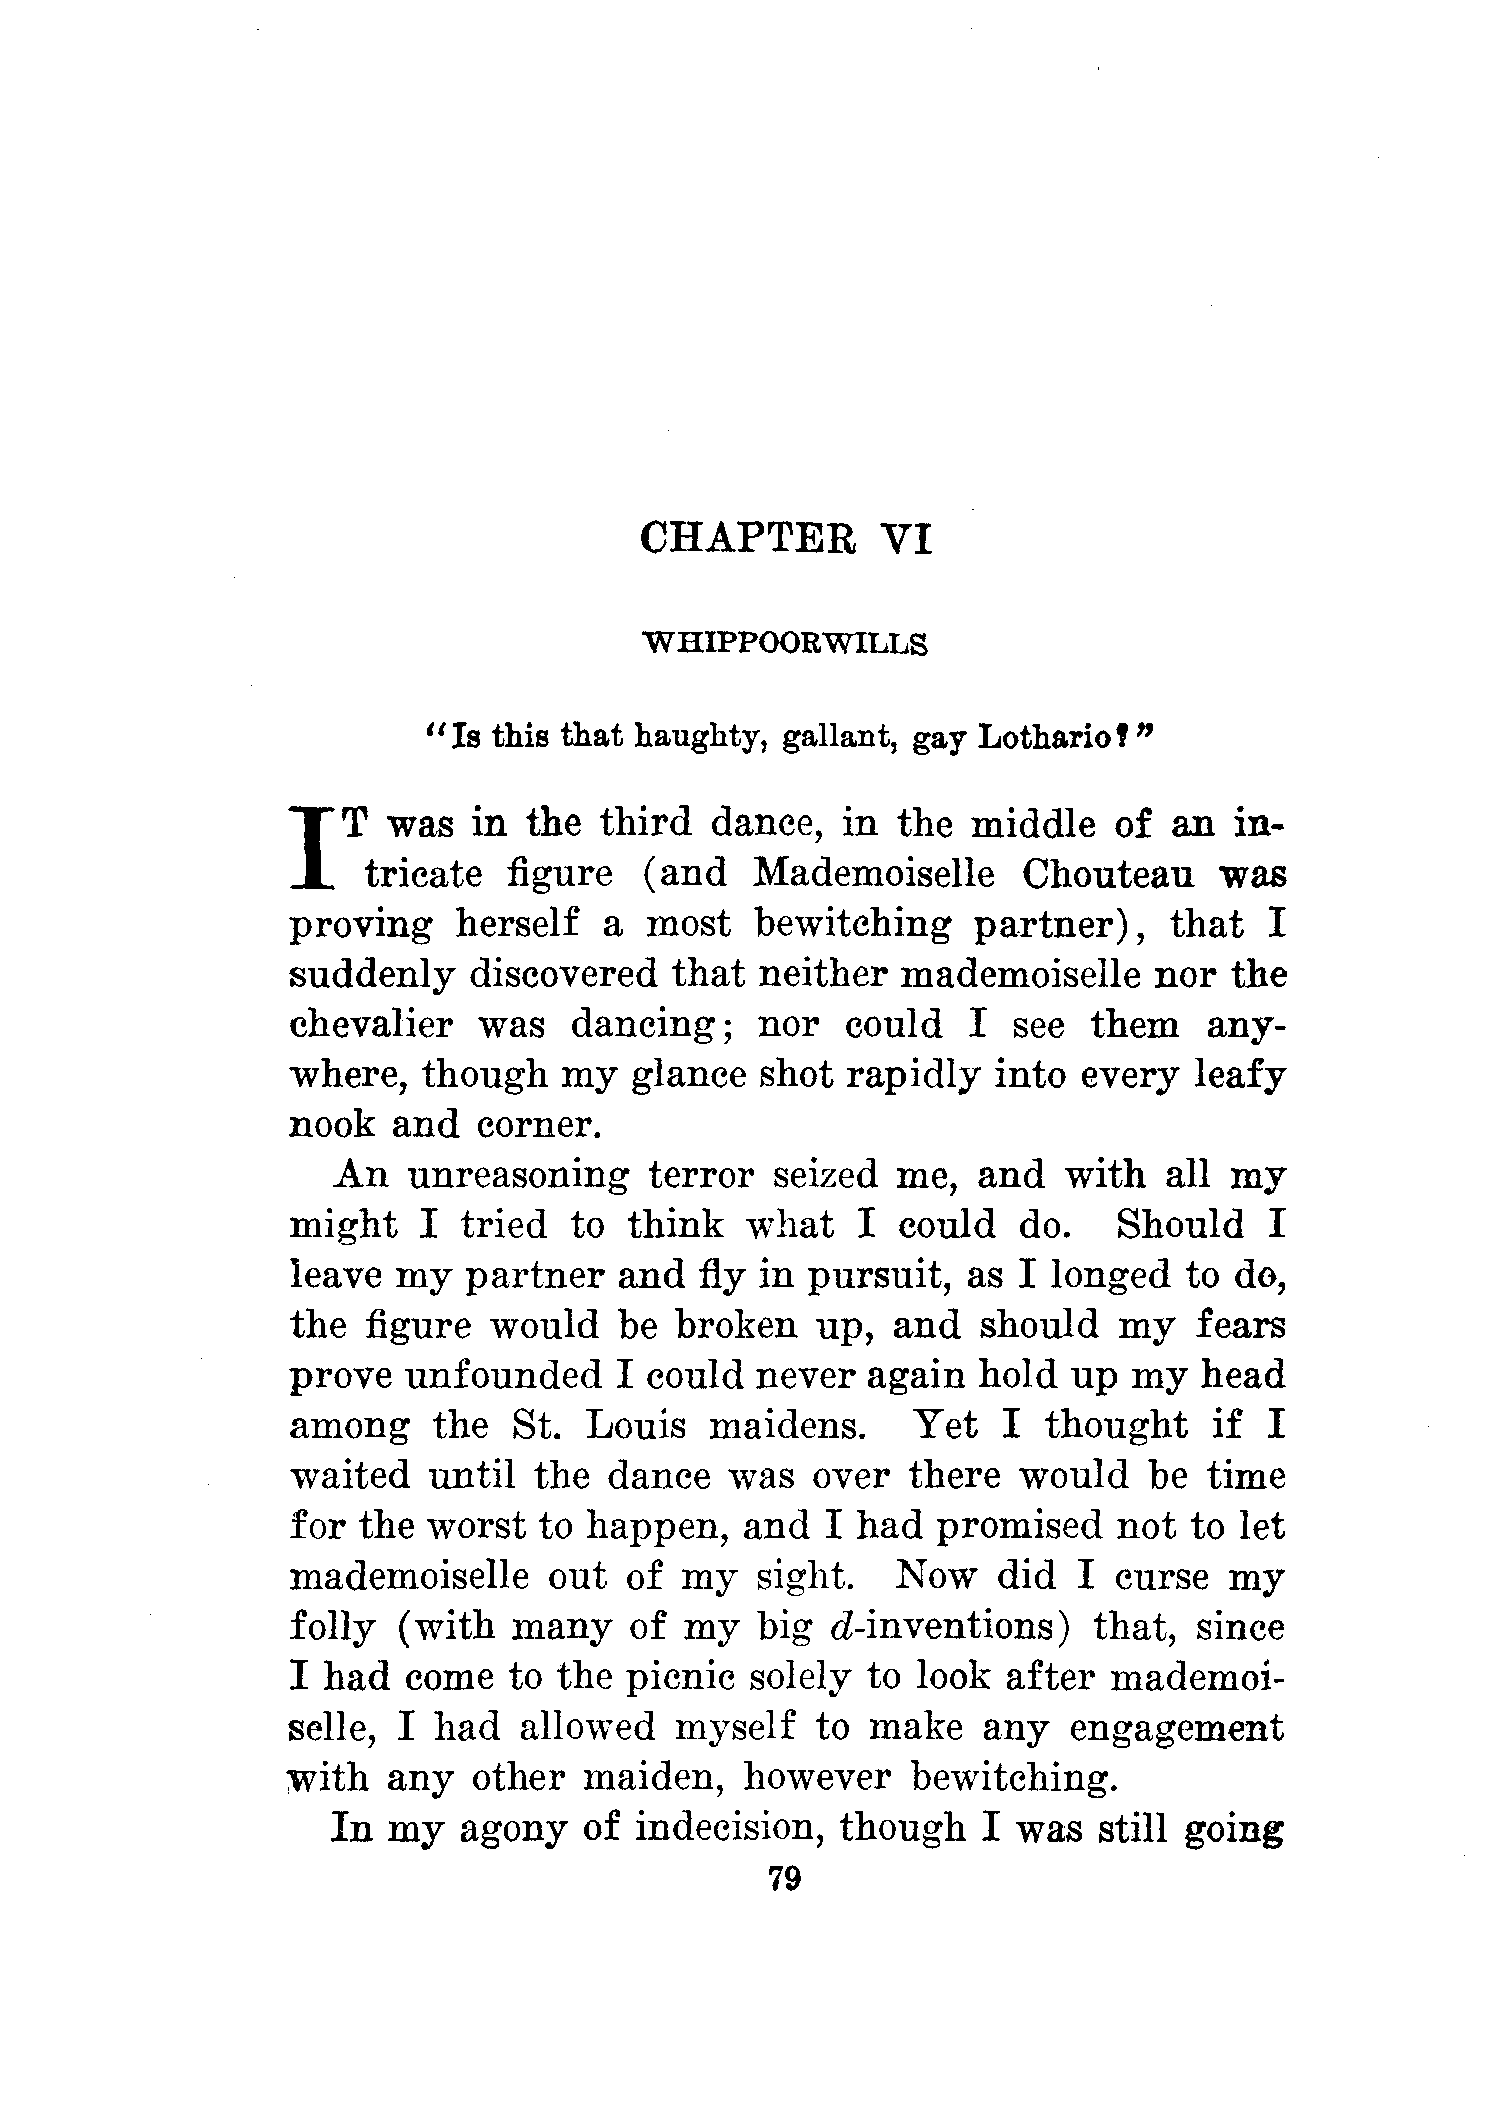 CHAPTER VI
WHIPPOORWILLS
"Is this that haughty, gallant, gay Lothario?"
IT was in the third dance, in the middle of an in-
tricate figure (and Mademoiselle Chouteau was
proving herself a most bewitching partner), that I
suddenly discovered that neither mademoiselle nor the
chevalier was dancing; nor could I see them any-
where, though my glance shot rapidly into every leafy
nook and corner.
An unreasoning terror seized me, and with all my
might I tried to think what I could do. Should I
leave my partner and fly in pursuit, as I longed to do,
the figure would be broken up, and should my fears
prove unfounded I could never again hold up my head
among the St. Louis maidens. Yet I thought if I
waited until the dance was over there would be time
for the worst to happen, and I had promised not to let
mademoiselle out of my sight. Now did I curse my
folly (with many of my big d-inventions) that, since
I had come to the picnic solely to look after mademoi-
selle, I had allowed myself to make any engagement
with any other maiden, however bewitching.
In my agony of indecision, though I was still going
79